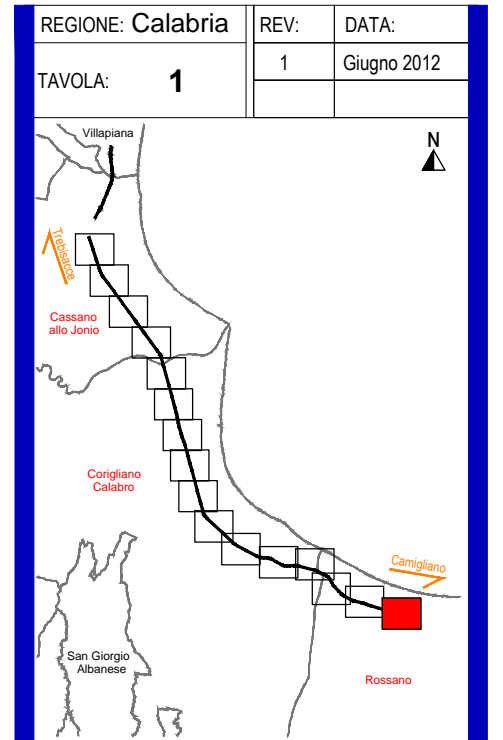 REGIONE: Calabria REV: DATA:
1 Giugno 2012
TAVOLA: 1
Villapiana
N
Trebisacce
Cassano
allo Jonio
Corigliano
Calabro
Camigliano
San Giorgio
Albanese
Rossano